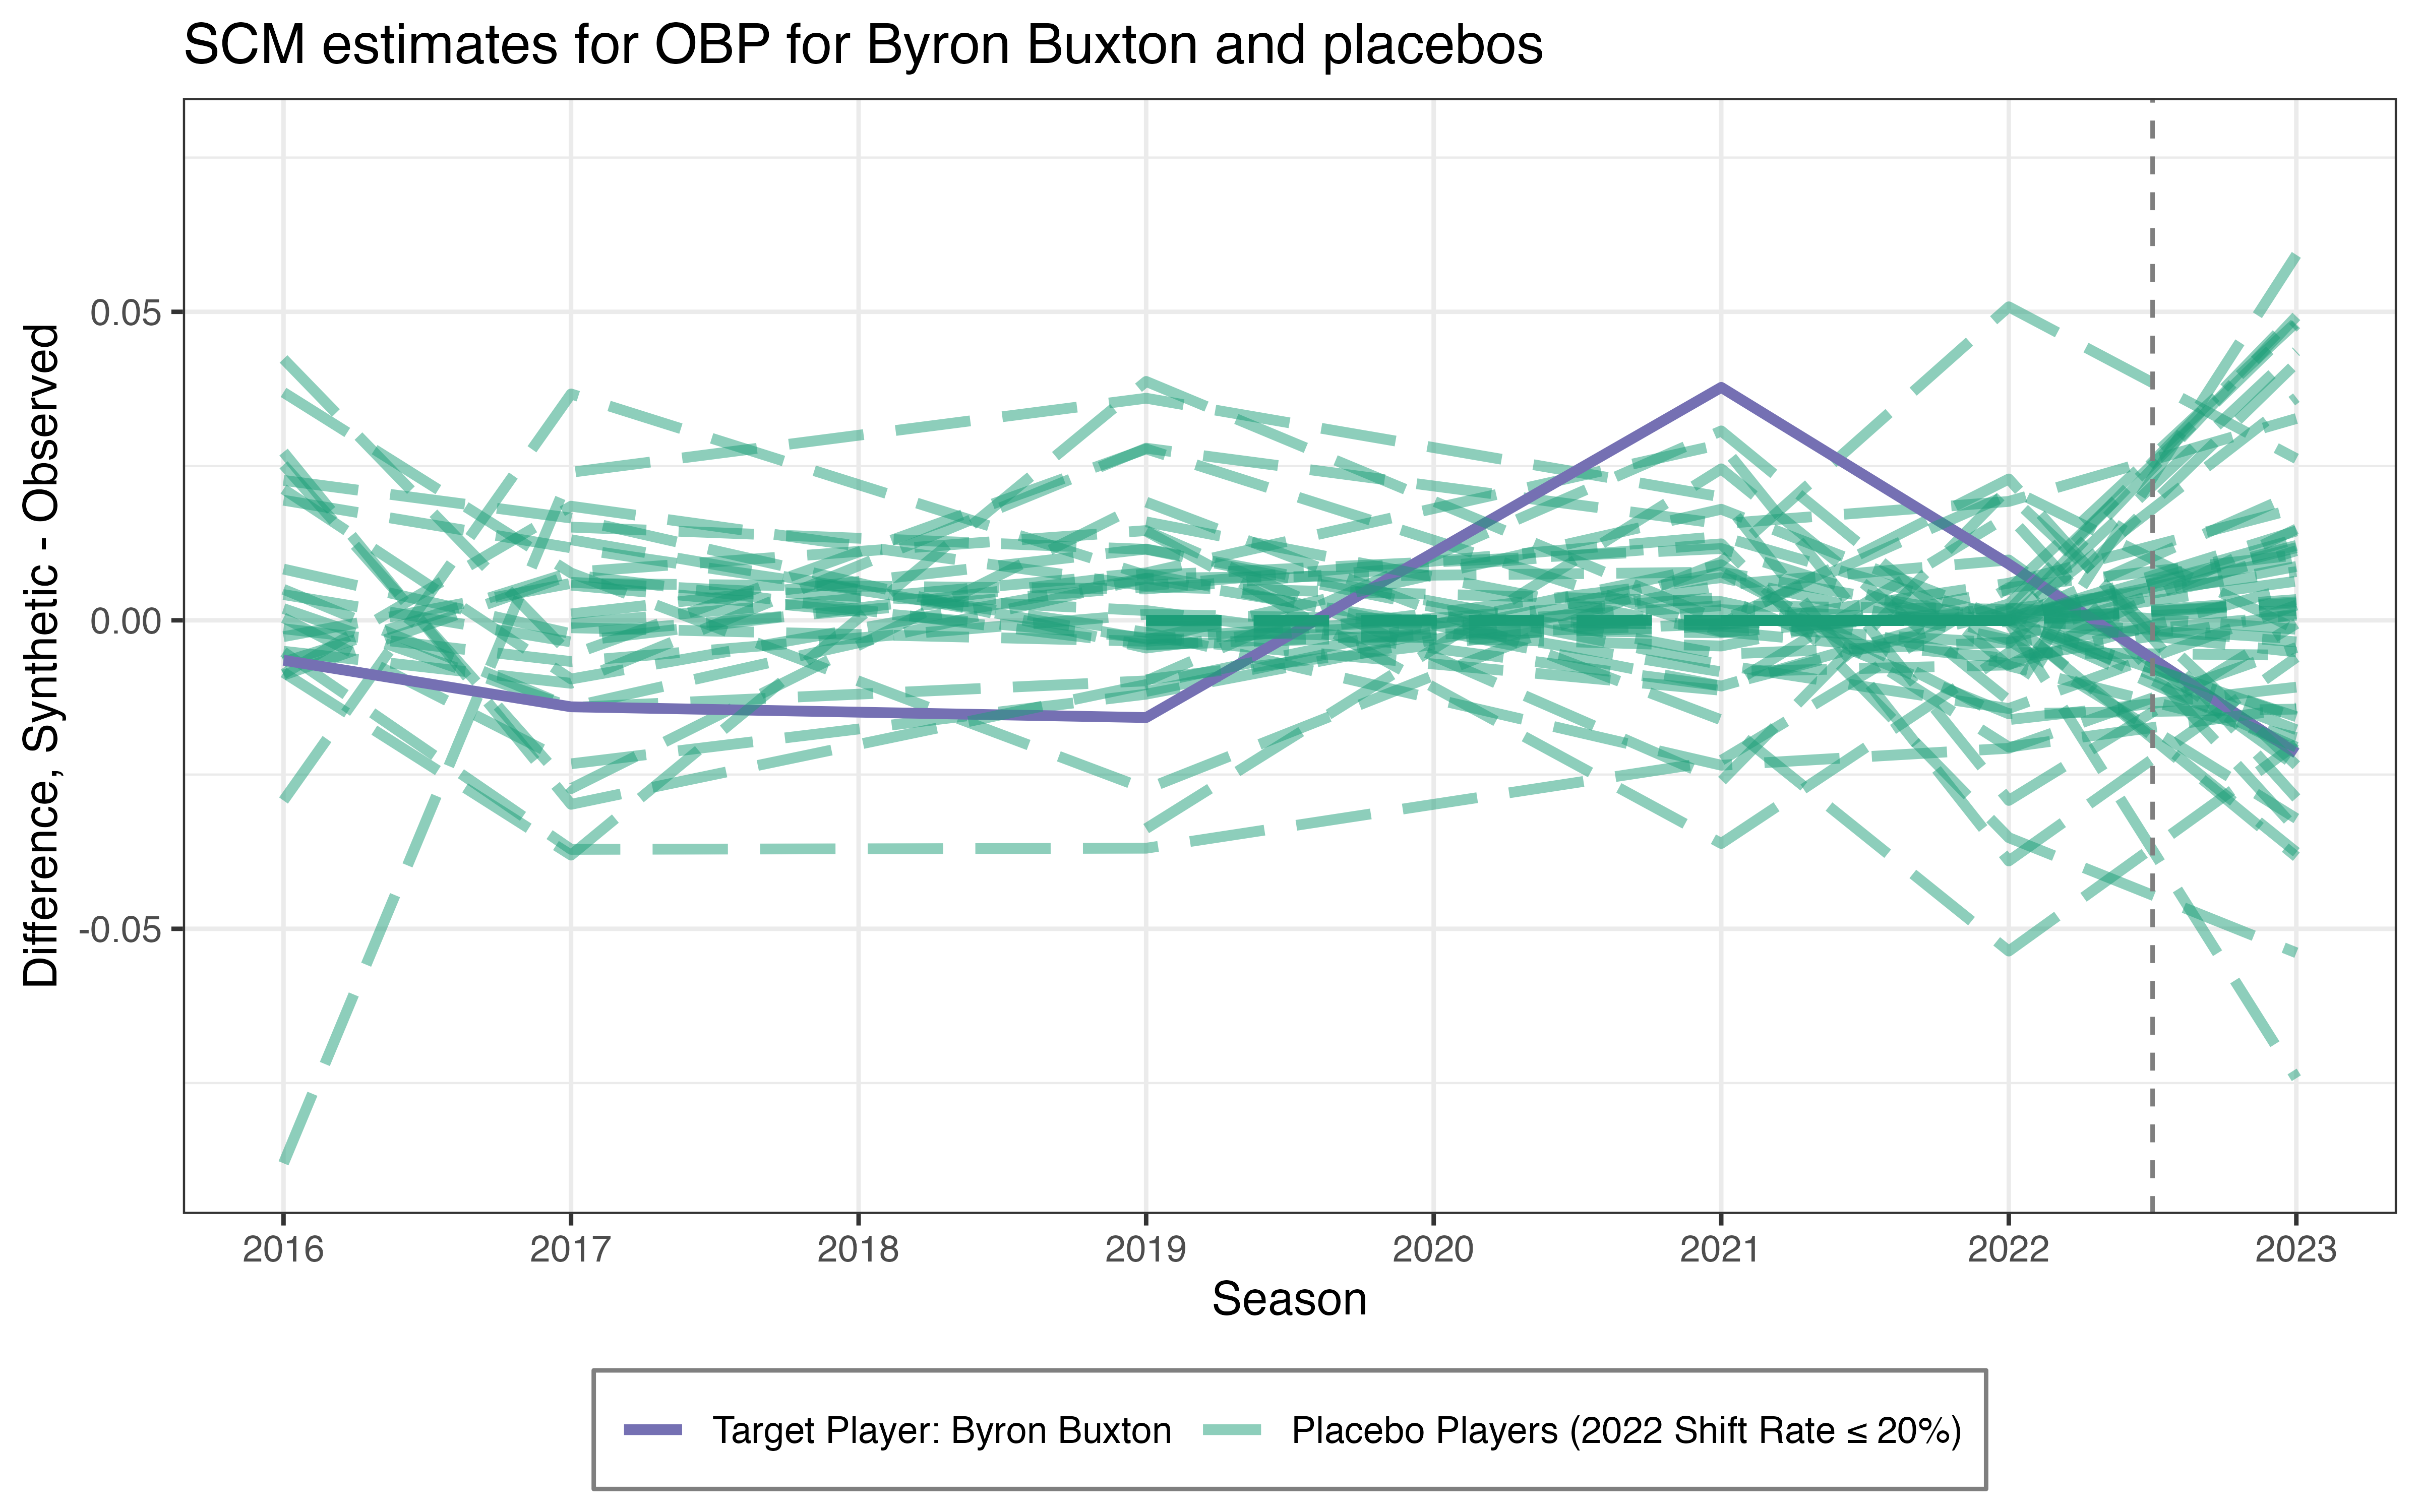 SCM estimates for OBP for Byron Buxton and placebos
Difference, Synthetic - Observed
0.05
0.00
-0.05
2016 2017 2018 2019 2020 2021 2022 2023
Season
Target Player: Byron Buxton Placebo Players (2022 Shift Rate ≤ 20%)